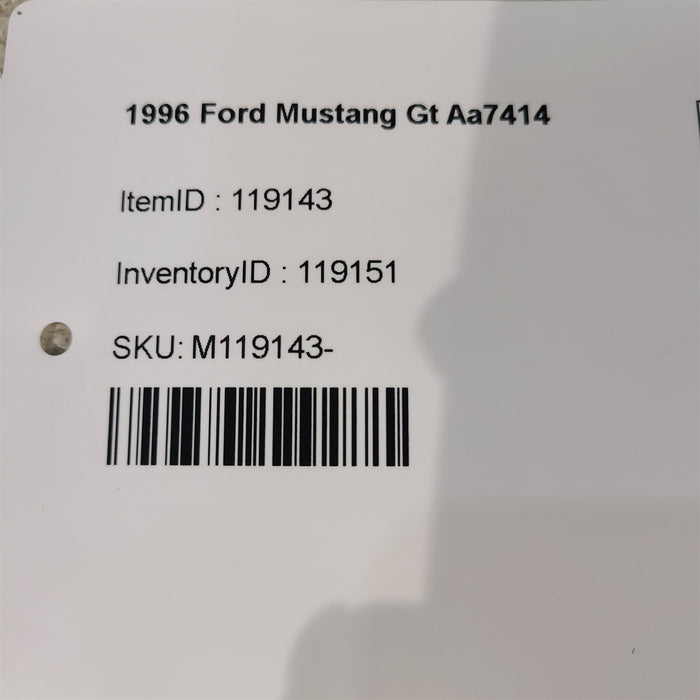 1996 Ford Mustang Gt Aa7414
ItemID : 119143
InventoryID : 119151
SKU: M119143-